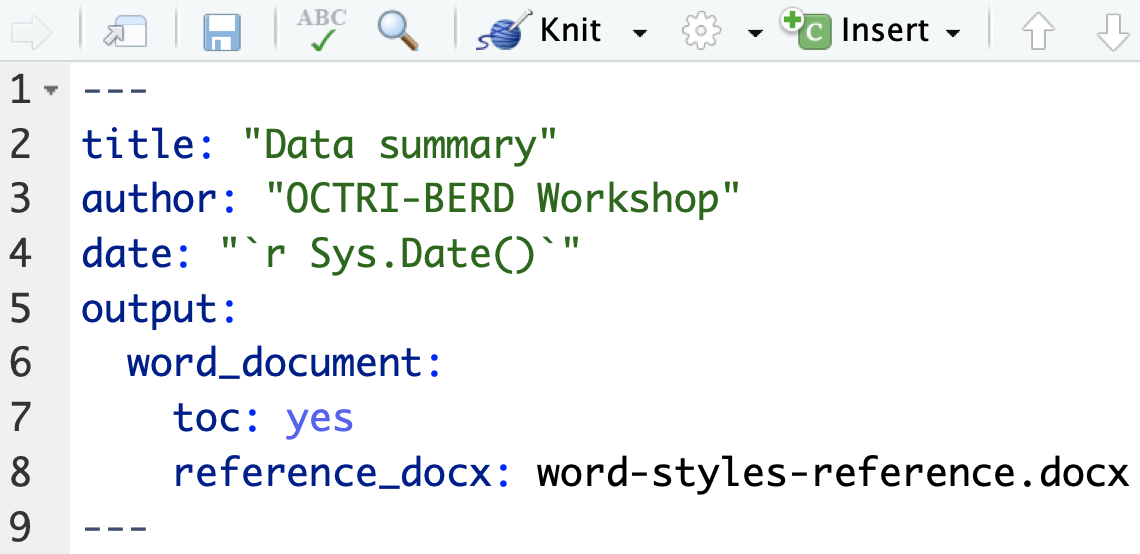 ABC Knit C Insert
1 ---
2 title: "Data summary"
3 author: "OCTRI-BERD Workshop"
4 date: "`r Sys.Date()`"
5 output:
6   word_document:
7     toc: yes
8     reference_docx: word-styles-reference.docx
9 ---